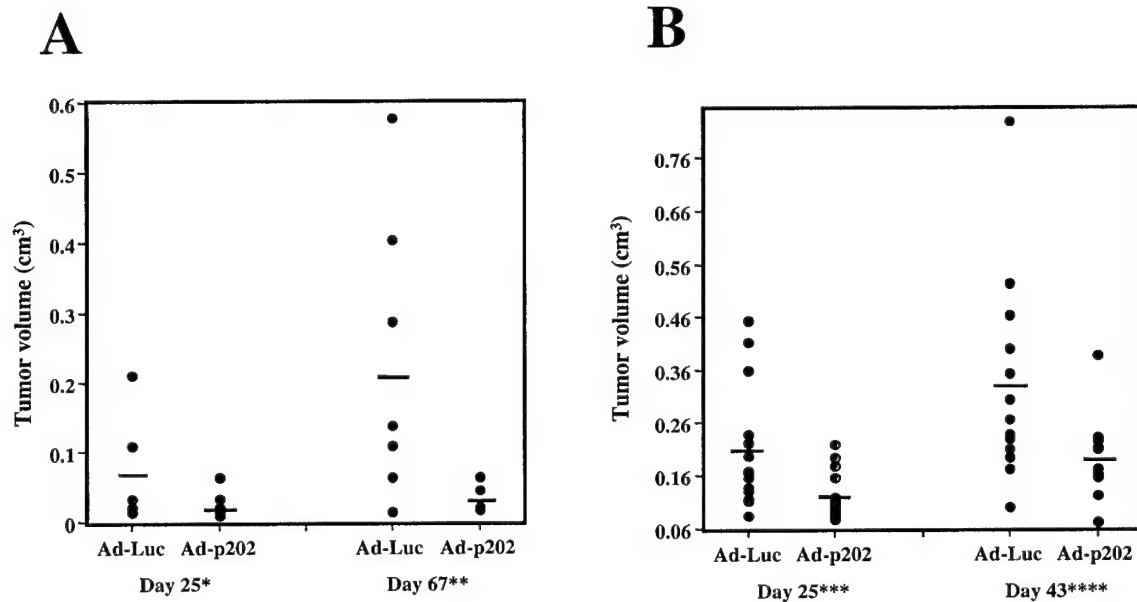 A
B
Tumor volume (cm³)
0.6
0.5
0.4
0.3
0.2
0.1
0
Ad-Luc Ad-p202 Ad-Luc Ad-p202
Day 25* Day 67**
Tumor volume (cm³)
0.76
0.66
0.56
0.46
0.36
0.26
0.16
0.06
Ad-Luc Ad-p202 Ad-Luc Ad-p202
Day 25*** Day 43****